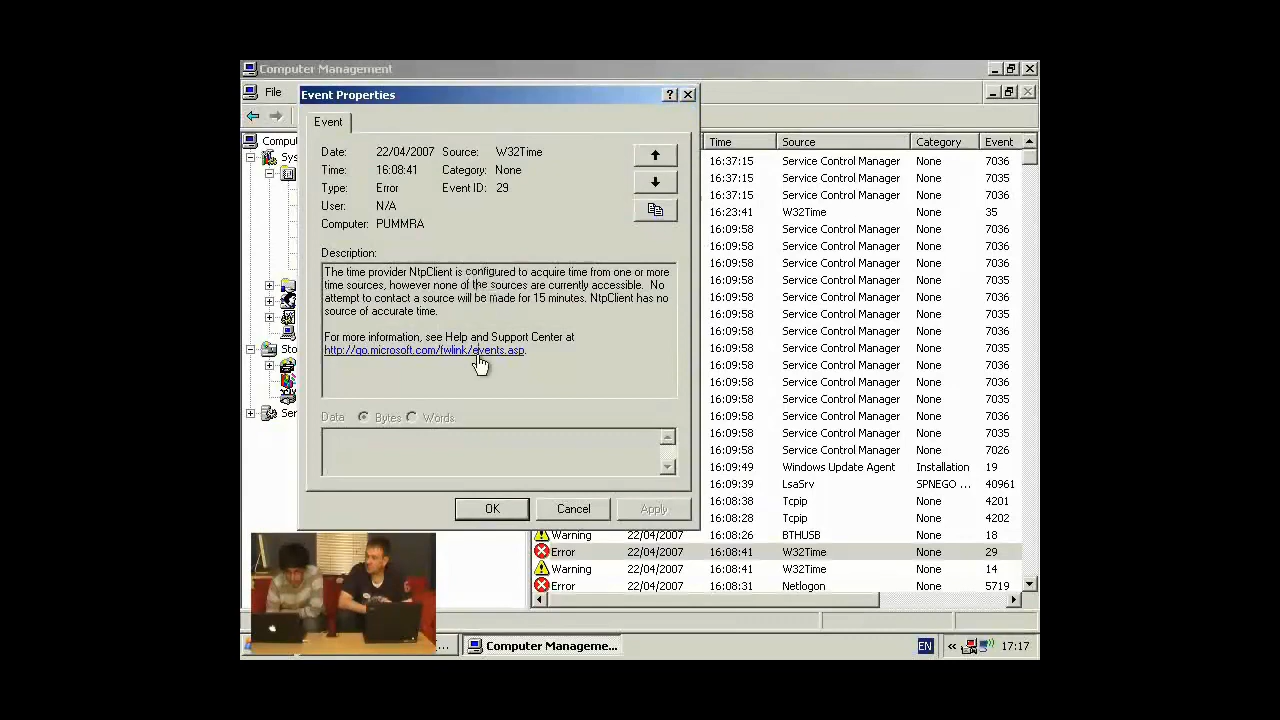 Computer Management
File
Event Properties
Event
Date: 22/04/2007 Source: W32Time
Time: 16:08:41 Category: None
Type: Error Event ID: 29
User: N/A
Computer: PUMMRA
Description:
The time provider NtpClient is configured to acquire time from one or more
time sources, however none of the sources are currently accessible. No
attempt to contact a source will be made for 15 minutes. NtpClient has no
source of accurate time.
For more information, see Help and Support Center at
http://go.microsoft.com/fwlink/events.asp.
Data Bytes Words
OK Cancel Apply
Compu
Sys
Sto
Ser
Time Source Category Event
16:37:15 Service Control Manager None 7036
16:37:15 Service Control Manager None 7035
16:37:15 Service Control Manager None 7035
16:23:41 W32Time None 35
16:09:58 Service Control Manager None 7036
16:09:58 Service Control Manager None 7035
16:09:58 Service Control Manager None 7036
16:09:58 Service Control Manager None 7036
16:09:58 Service Control Manager None 7036
16:09:58 Service Control Manager None 7035
16:09:58 Service Control Manager None 7036
16:09:58 Service Control Manager None 7035
16:09:58 Service Control Manager None 7036
16:09:58 Service Control Manager None 7036
16:09:58 Service Control Manager None 7036
16:09:58 Service Control Manager None 7035
16:09:58 Service Control Manager None 7035
16:09:58 Service Control Manager None 7026
16:09:49 Windows Update Agent Installation 19
16:09:39 LsaSrv SPNEGO ... 40961
16:08:38 Tcpip None 4201
16:08:28 Tcpip None 4202
Warning 22/04/2007 16:08:26 BTHUSB None 18
Error 22/04/2007 16:08:41 W32Time None 29
Warning 22/04/2007 16:08:41 W32Time None 14
Error 22/04/2007 16:08:31 Netlogon None 5719
... Computer Manageme... EN « 17:17